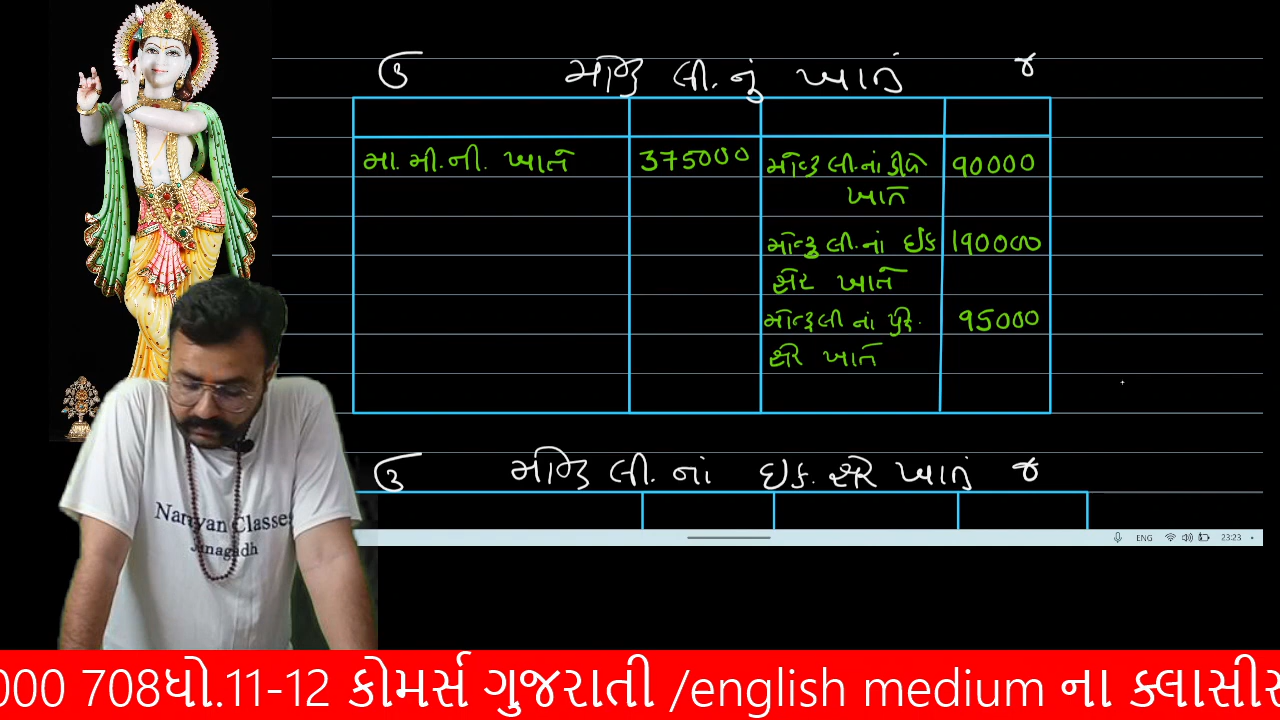 ઉ મોન્ટુ લી. નું ખાતું જ
મા. મી. ની. ખાતે 375000 મોન્ટુ લી. નાં ડીબે 90000
ખાતે
મોન્ટુ લી. નાં ઇક 190000
શેર ખાતે
મોન્ટુ લી નાં પ્રેફ. 95000
શેર ખાતે
ઉ મોન્ટુ લી. નાં ઇક. શેર ખાતું જ
Narayan Classes
Junagadh
ENG 23:23
000 708ધો.11-12 કોમર્સ ગુજરાતી /english medium ના